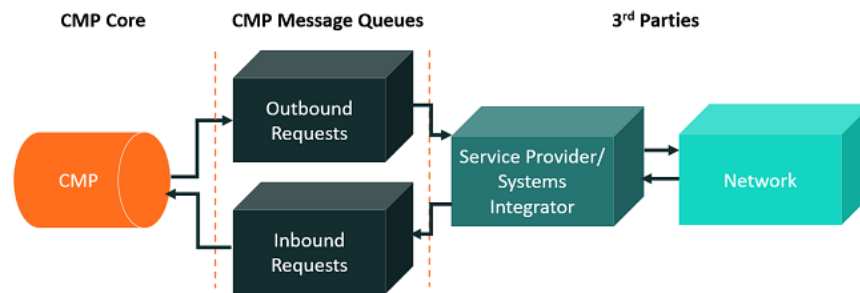 CMP Core
CMP Message Queues
3rd Parties
Outbound
Requests
CMP
Service Provider/
Systems
Integrator
Network
Inbound
Requests